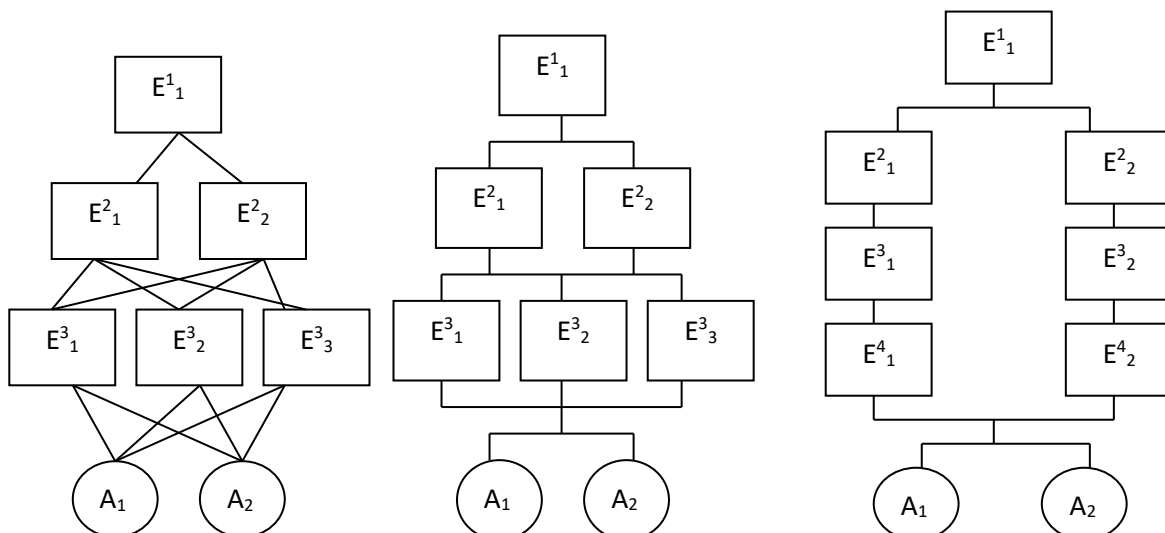 E¹₁
E²₁ E²₂
E³₁ E³₂ E³₃
A₁ A₂
E¹₁
E²₁ E²₂
E³₁ E³₂ E³₃
A₁ A₂
E¹₁
E²₁ E²₂
E³₁ E³₂
E⁴₁ E⁴₂
A₁ A₂